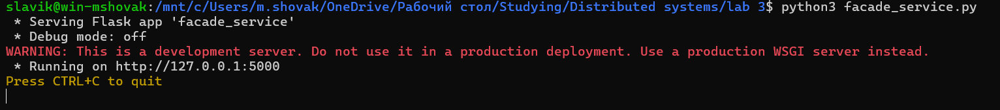 slavik@win-mshovak:/mnt/c/Users/m.shovak/OneDrive/Рабочий стол/Studying/Distributed systems/lab 3$ python3 facade_service.py
 * Serving Flask app 'facade_service'
 * Debug mode: off
WARNING: This is a development server. Do not use it in a production deployment. Use a production WSGI server instead.
 * Running on http://127.0.0.1:5000
Press CTRL+C to quit